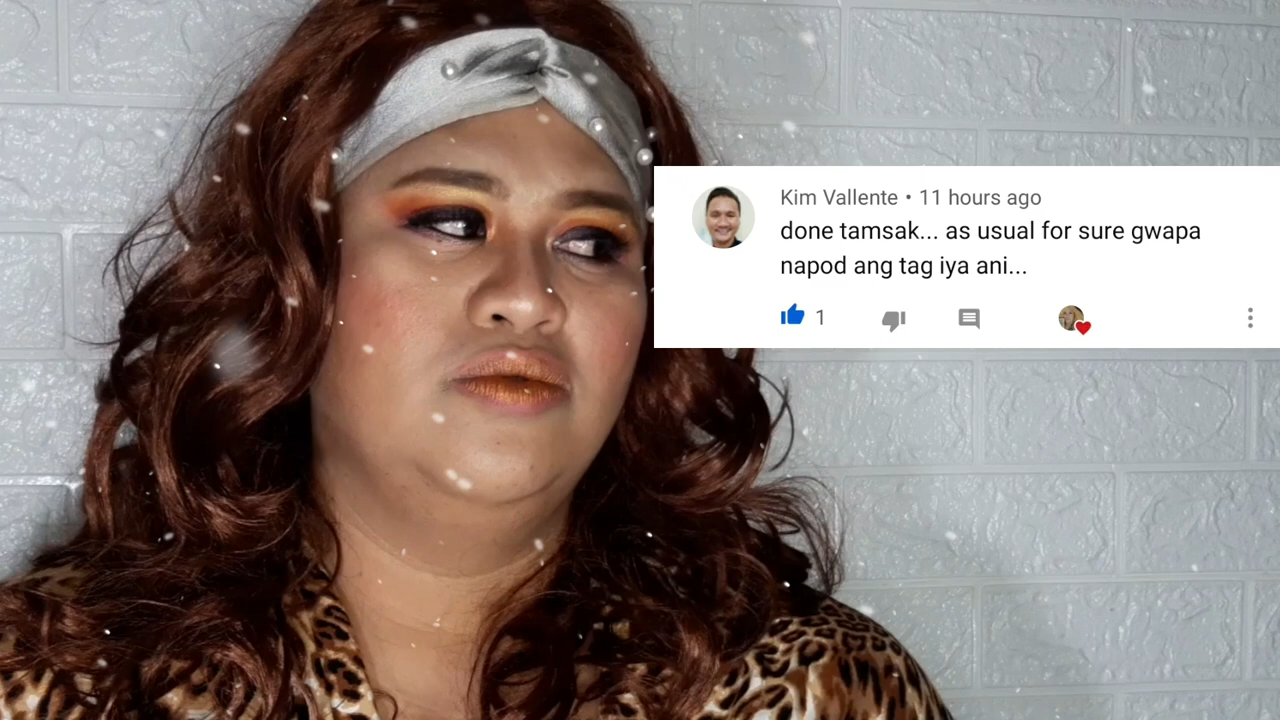 Kim Vallente • 11 hours ago
done tamsak... as usual for sure gwapa
napod ang tag iya ani...
1